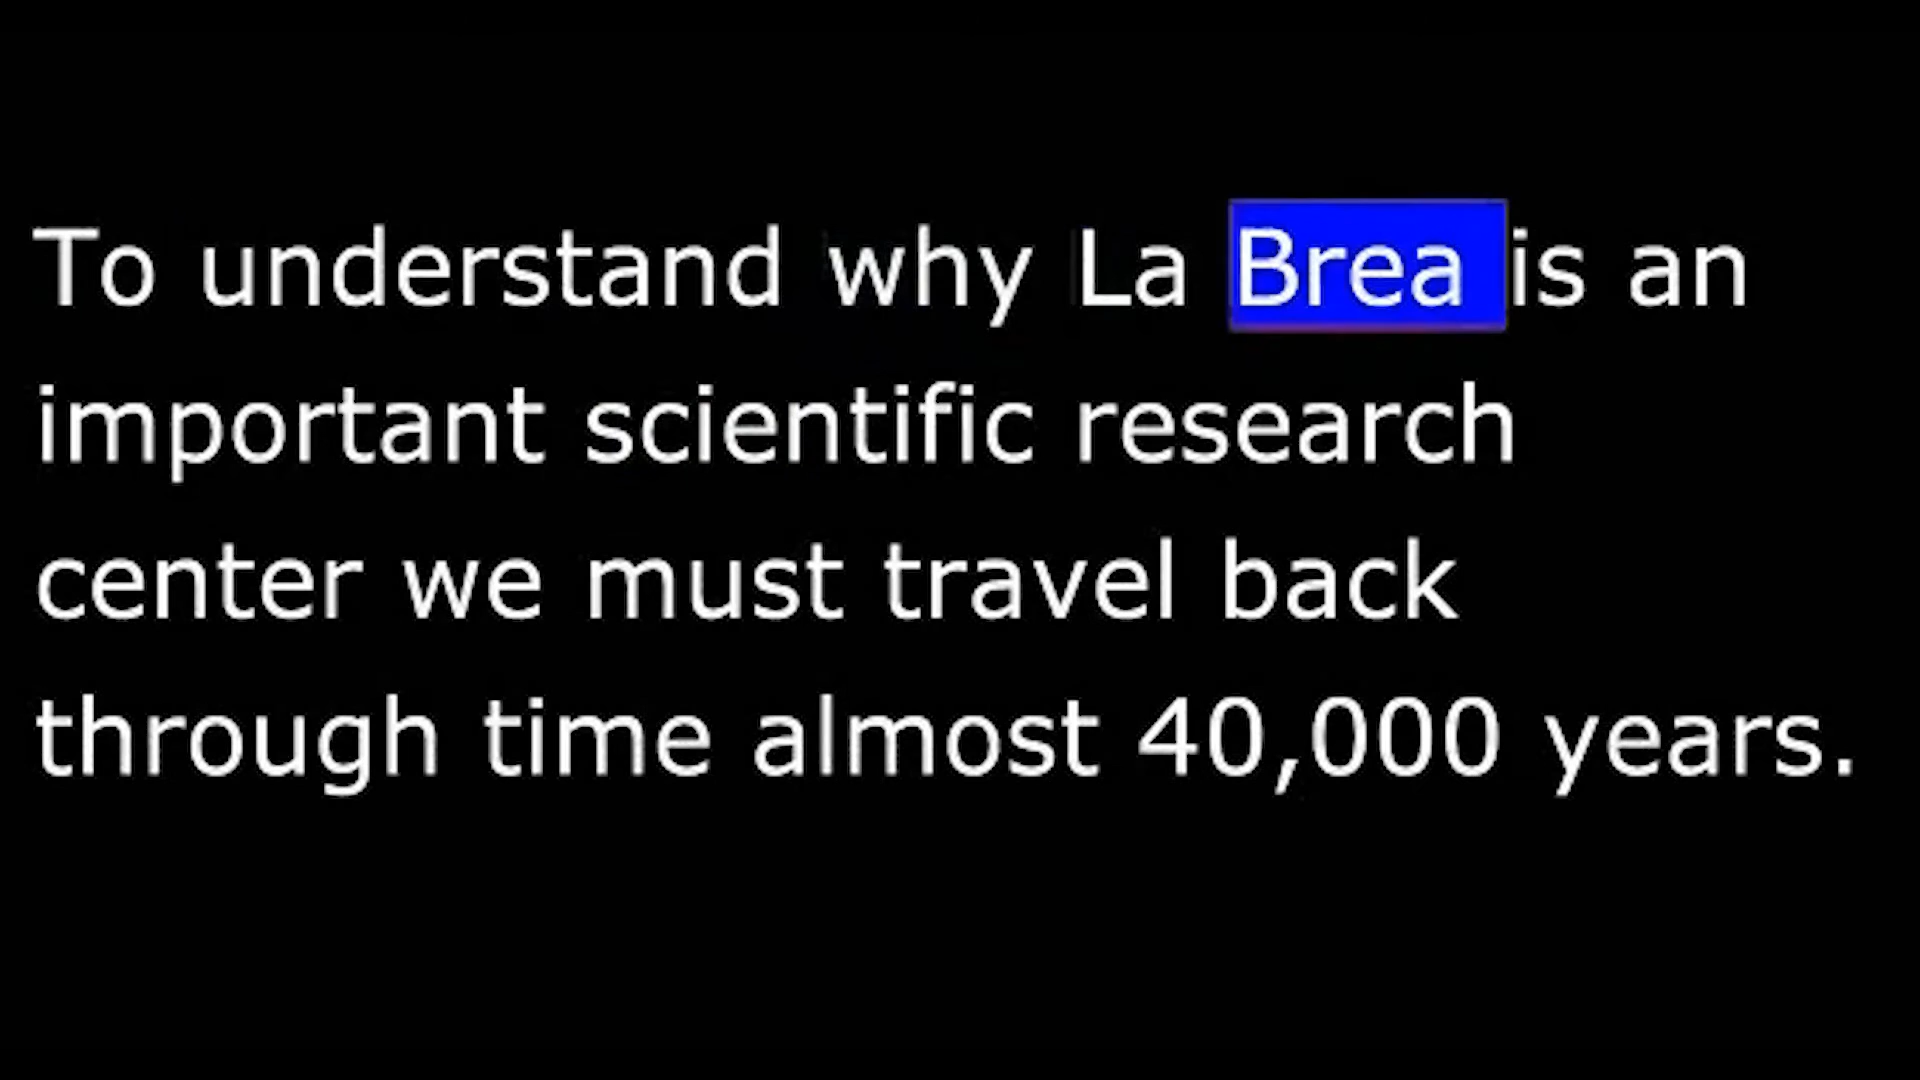 To understand why La Brea is an
important scientific research
center we must travel back
through time almost 40,000 years.